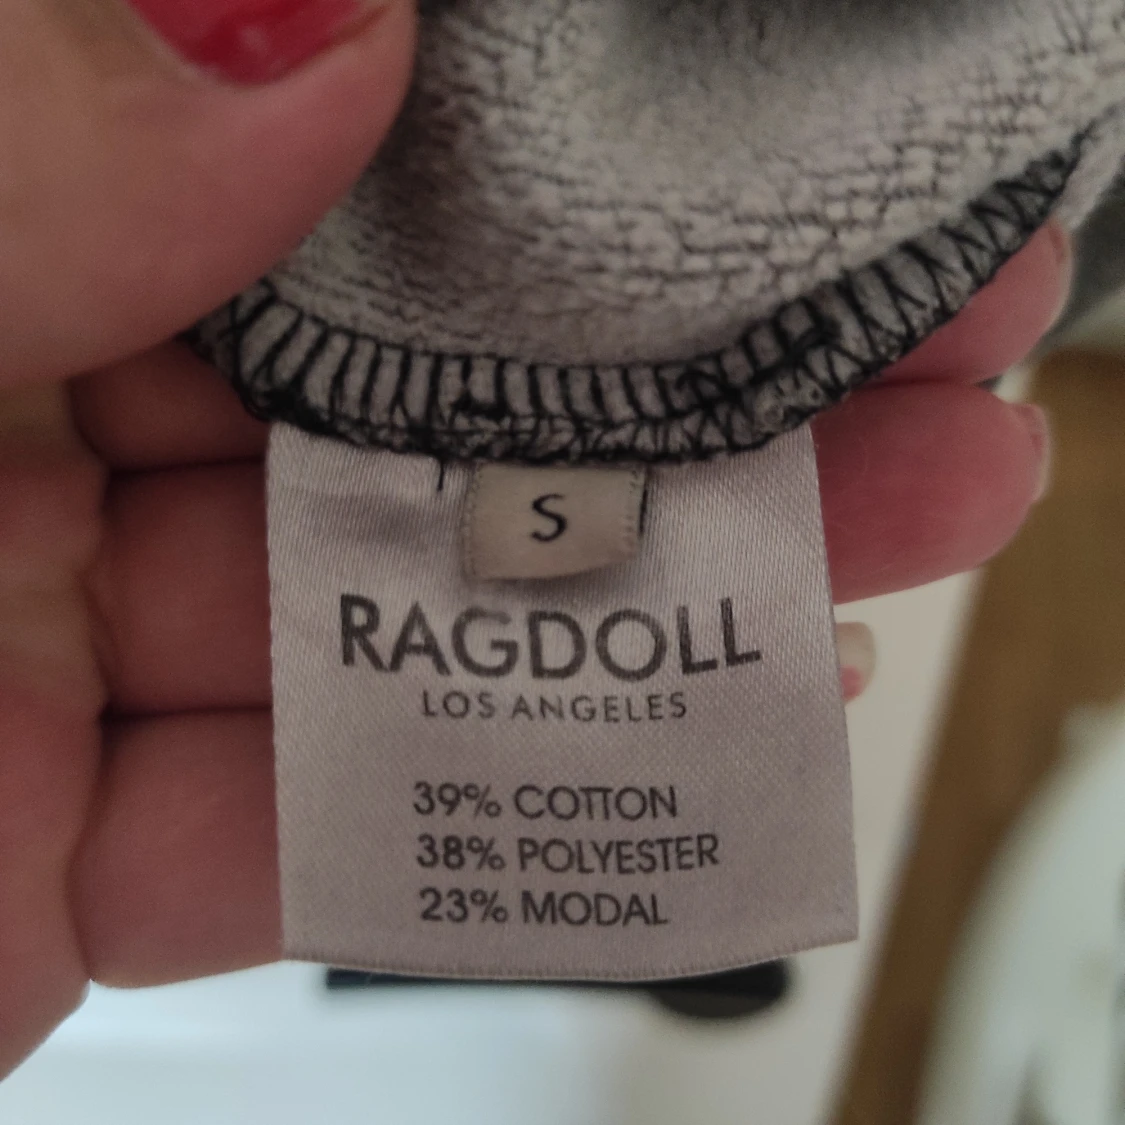 S
RAGDOLL
LOS ANGELES
39% COTTON
38% POLYESTER
23% MODAL